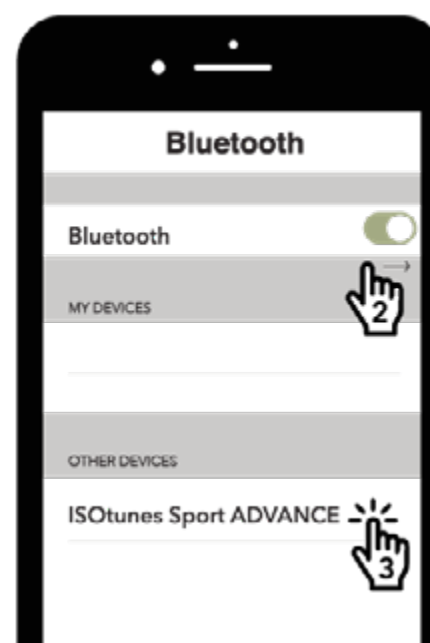 Bluetooth
Bluetooth
→
2
MY DEVICES
OTHER DEVICES
ISOtunes Sport ADVANCE
3